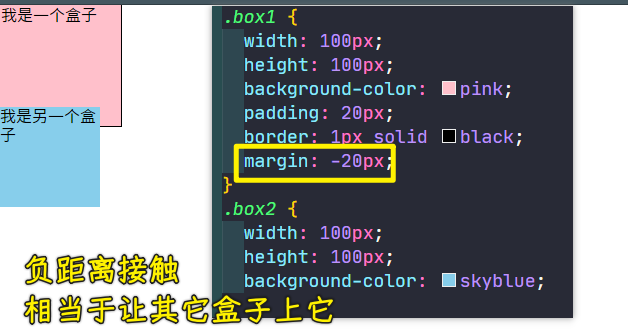 我是一个盒子
我是另一个盒
子
.box1 {
width: 100px;
height: 100px;
background-color: pink;
padding: 20px;
border: 1px solid black;
margin: -20px;
}
.box2 {
width: 100px;
height: 100px;
background-color: skyblue;
负距离接触
相当于让其它盒子上它